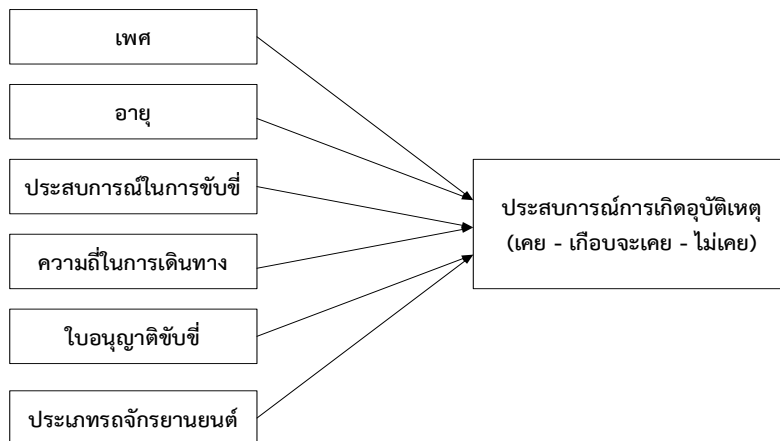 เพศ
อายุ
ประสบการณ์ในการขับขี่
ความถี่ในการเดินทาง
ใบอนุญาติขับขี่
ประเภทรถจักรยานยนต์
ประสบการณ์การเกิดอุบัติเหตุ
(เคย - เกือบจะเคย - ไม่เคย)